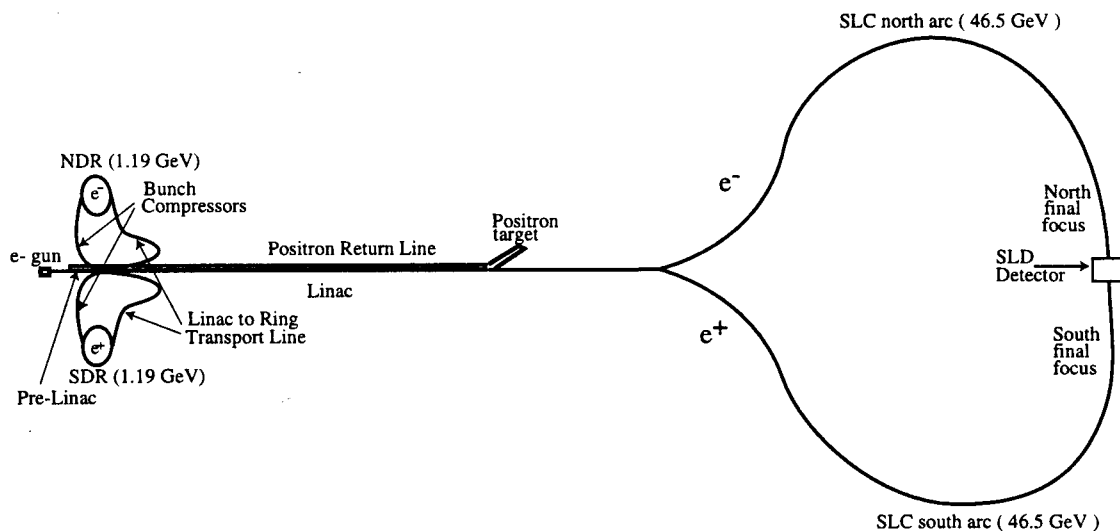 SLC north arc ( 46.5 GeV )
NDR (1.19 GeV)
e⁻
Bunch
Compressors
e⁻
North
final
focus
Positron
target
e- gun
Positron Return Line
SLD
Detector
Linac
Linac to Ring
Transport Line
e⁺
e⁺
South
final
focus
SDR (1.19 GeV)
Pre-Linac
SLC south arc ( 46.5 GeV )